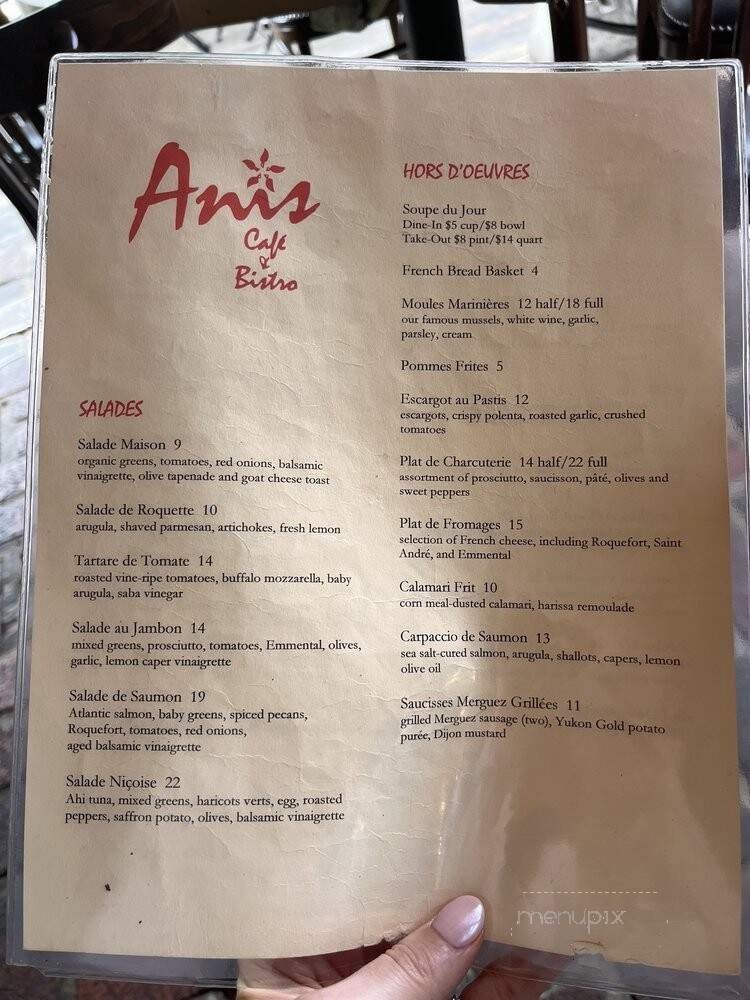 Anis
Café
&
Bistro
SALADES
Salade Maison 9
organic greens, tomatoes, red onions, balsamic
vinaigrette, olive tapenade and goat cheese toast
Salade de Roquette 10
arugula, shaved parmesan, artichokes, fresh lemon
Tartare de Tomate 14
roasted vine-ripe tomatoes, buffalo mozzarella, baby
arugula, saba vinegar
Salade au Jambon 14
mixed greens, prosciutto, tomatoes, Emmental, olives,
garlic, lemon caper vinaigrette
Salade de Saumon 19
Atlantic salmon, baby greens, spiced pecans,
Roquefort, tomatoes, red onions,
aged balsamic vinaigrette
Salade Niçoise 22
Ahi tuna, mixed greens, haricots verts, egg, roasted
peppers, saffron potato, olives, balsamic vinaigrette
HORS D'OEUVRES
Soupe du Jour
Dine-In $5 cup/$8 bowl
Take-Out $8 pint/$14 quart
French Bread Basket 4
Moules Marinières 12 half/18 full
our famous mussels, white wine, garlic,
parsley, cream
Pommes Frites 5
Escargot au Pastis 12
escargots, crispy polenta, roasted garlic, crushed
tomatoes
Plat de Charcuterie 14 half/22 full
assortment of prosciutto, saucisson, pâté, olives and
sweet peppers
Plat de Fromages 15
selection of French cheese, including Roquefort, Saint
André, and Emmental
Calamari Frit 10
corn meal-dusted calamari, harissa remoulade
Carpaccio de Saumon 13
sea salt-cured salmon, arugula, shallots, capers, lemon
olive oil
Saucisses Merguez Grillées 11
grilled Merguez sausage (two), Yukon Gold potato
purée, Dijon mustard
menupix